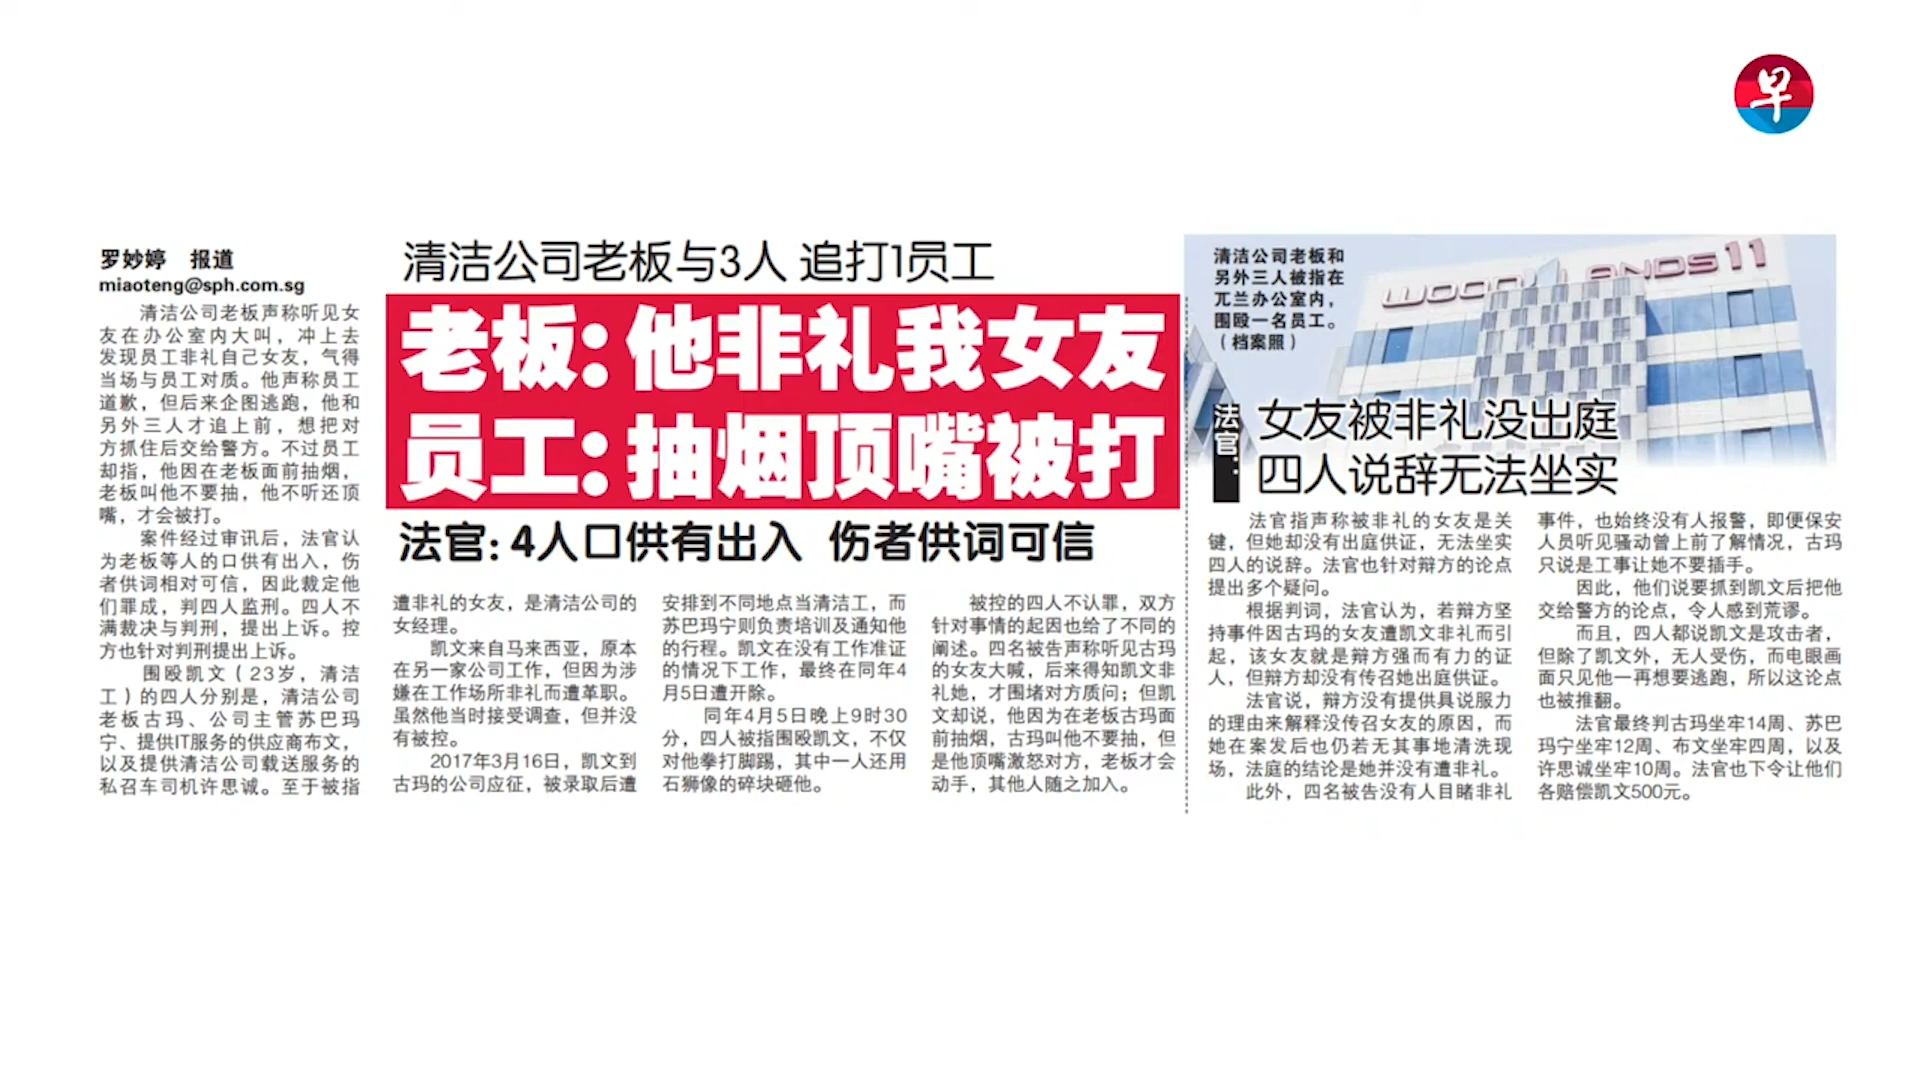 早
罗妙婷 报道
miaoteng@sph.com.sg
清洁公司老板声称听见女
友在办公室内大叫，冲上去
发现员工非礼自己女友，气得
当场与员工对质。他声称员工
道歉，但后来企图逃跑，他和
另外三人才追上前，想把对
方抓住后交给警方。不过员工
却指，他因在老板面前抽烟，
老板叫他不要抽，他不听还顶
嘴，才会被打。
案件经过审讯后，法官认
为老板等人的口供有出入，伤
者供词相对可信，因此裁定他
们罪成，判四人监刑。四人不
满裁决与判刑，提出上诉。控
方也针对判刑提出上诉。
围殴凯文（23岁，清洁
工）的四人分别是，清洁公司
老板古玛、公司主管苏巴玛
宁、提供IT服务的供应商布文，
以及提供清洁公司载送服务的
私召车司机许思诚。至于被指
清洁公司老板与3人 追打1员工
老板：他非礼我女友
员工：抽烟顶嘴被打
法官：4人口供有出入 伤者供词可信
遭非礼的女友，是清洁公司的
女经理。
凯文来自马来西亚，原本
在另一家公司工作，但因为涉
嫌在工作场所非礼而遭革职。
虽然他当时接受调查，但并没
有被控。
2017年3月16日，凯文到
古玛的公司应征，被录取后遭
安排到不同地点当清洁工，而
苏巴玛宁则负责培训及通知他
的行程。凯文在没有工作准证
的情况下工作，最终在同年4
月5日遭开除。
同年4月5日晚上9时30
分，四人被指围殴凯文，不仅
对他拳打脚踢，其中一人还用
石狮像的碎块砸他。
被控的四人不认罪，双方
针对事情的起因也给了不同的
阐述。四名被告声称听见古玛
的女友大喊，后来得知凯文非
礼她，才围堵对方质问；但凯
文却说，他因为在老板古玛面
前抽烟，古玛叫他不要抽，但
是他顶嘴激怒对方，老板才会
动手，其他人随之加入。
清洁公司老板和
另外三人被指在
兀兰办公室内，
围殴一名员工。
（档案照）
WOODLANDS 11
法官：
女友被非礼没出庭
四人说辞无法坐实
法官指声称被非礼的女友是关
键，但她却没有出庭供证，无法坐实
四人的说辞。法官也针对辩方的论点
提出多个疑问。
根据判词，法官认为，若辩方坚
持事件因古玛的女友遭凯文非礼而引
起，该女友就是辩方强而有力的证
人，但辩方却没有传召她出庭供证。
法官说，辩方没有提供具说服力
的理由来解释没传召女友的原因，而
她在案发后也仍若无其事地清洗现
场，法庭的结论是她并没有遭非礼。
此外，四名被告没有人目睹非礼
事件，也始终没有人报警，即便保安
人员听见骚动曾上前了解情况，古玛
只说是工事让她不要插手。
因此，他们说要抓到凯文后把他
交给警方的论点，令人感到荒谬。
而且，四人都说凯文是攻击者，
但除了凯文外，无人受伤，而电眼画
面只见他一再想要逃跑，所以这论点
也被推翻。
法官最终判古玛坐牢14周、苏巴
玛宁坐牢12周、布文坐牢四周，以及
许思诚坐牢10周。法官也下令让他们
各赔偿凯文500元。